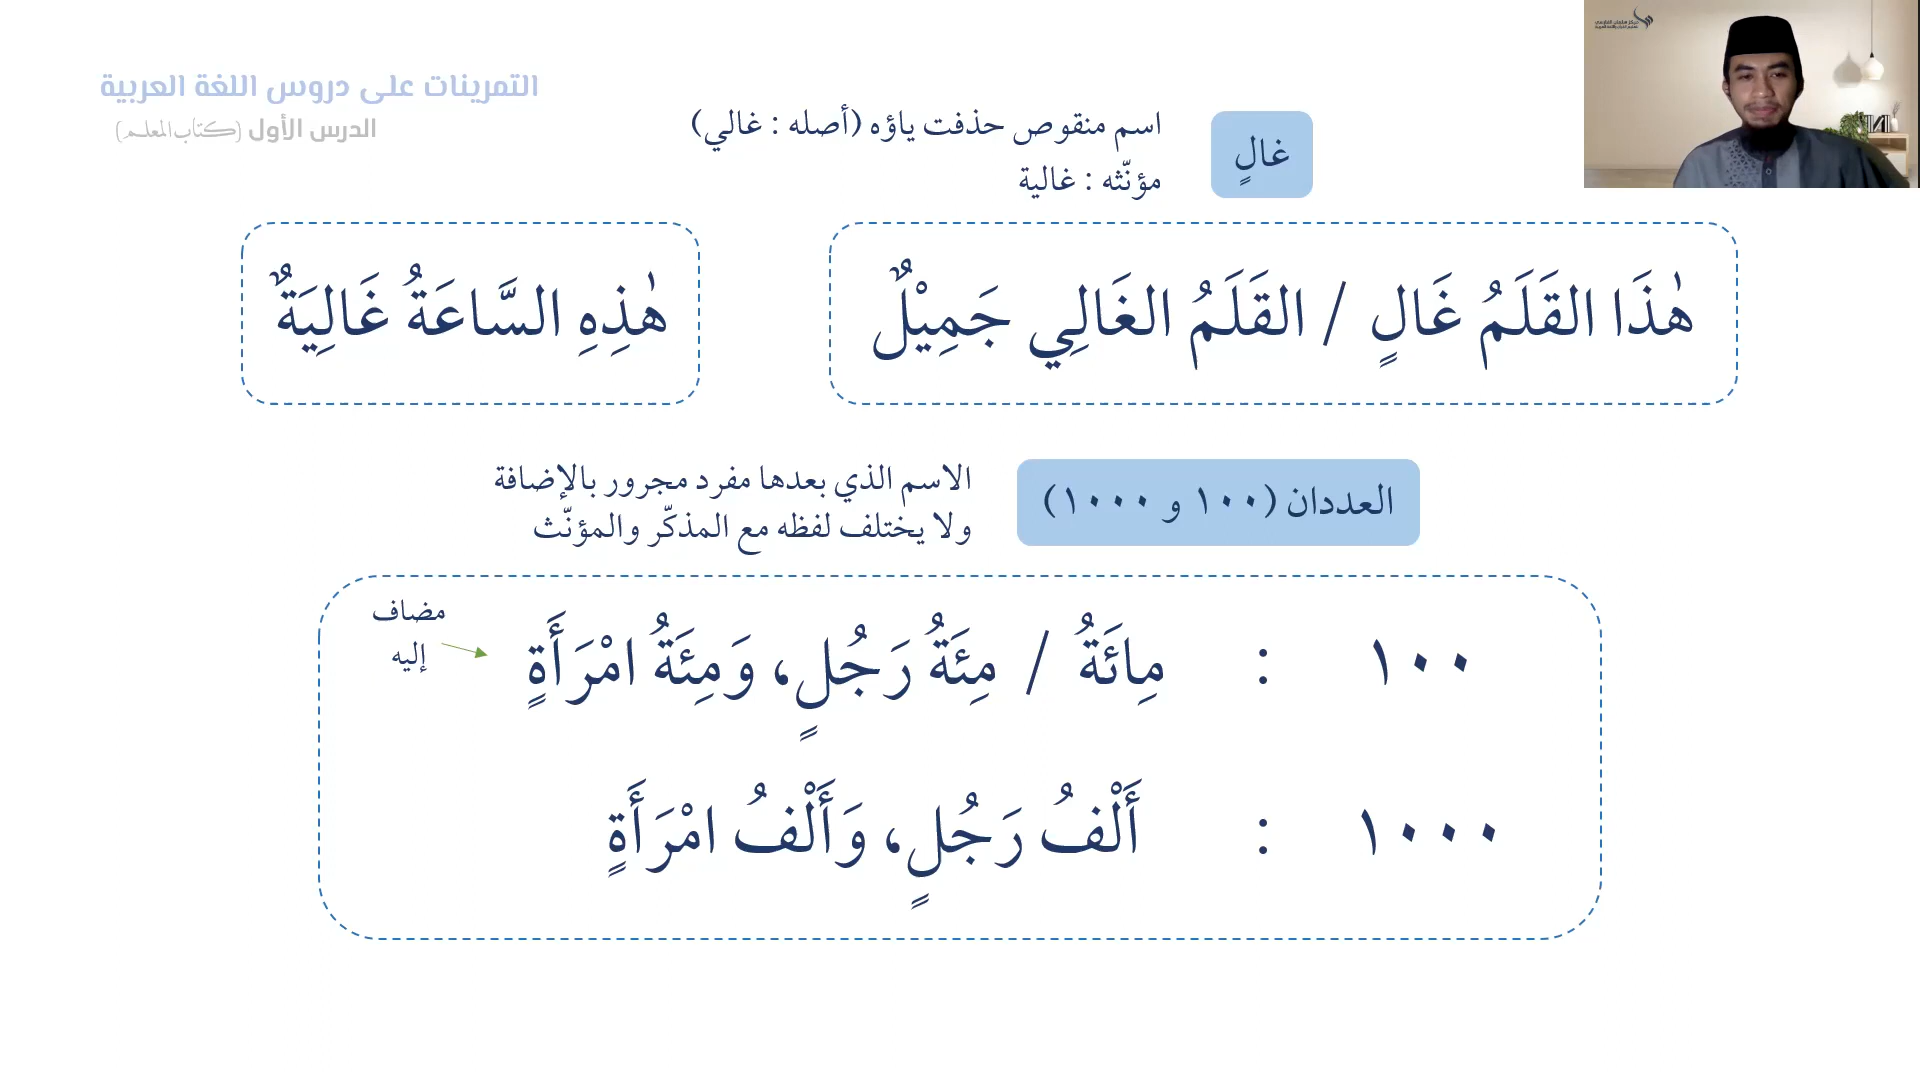 التمرينات على دروس اللغة العربية
الدرس الأول (كتاب المعلم)
غالٍ
اسم منقوص حذفت ياؤه (أصله : غالي)
مؤنّثه : غالية
هٰذَا القَلَمُ غَالٍ / القَلَمُ الغَالِي جَمِيْلٌ
هٰذِهِ السَّاعَةُ غَالِيَةٌ
العددان (١٠٠ و ١٠٠٠)
الاسم الذي بعدها مفرد مجرور بالإضافة
ولا يختلف لفظه مع المذكّر والمؤنّث
١٠٠ : مِائَةُ / مِئَةُ رَجُلٍ، وَمِئَةُ امْرَأَةٍ
مضاف
إليه
١٠٠٠ : أَلْفُ رَجُلٍ، وَأَلْفُ امْرَأَةٍ